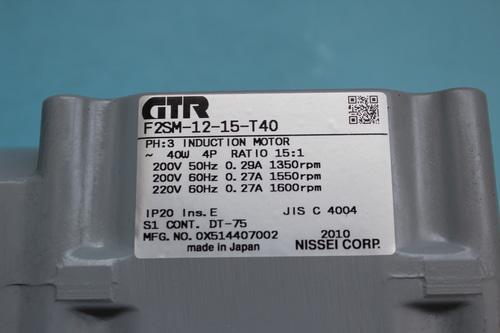 GTR
F2SM-12-15-T40
PH:3 INDUCTION MOTOR
~ 40W 4P RATIO 15:1
200V 50Hz 0.29A 1350rpm
200V 60Hz 0.27A 1550rpm
220V 60Hz 0.27A 1600rpm
IP20 Ins.E JIS C 4004
S1 CONT. DT-75
MFG. NO. 0X514407002 2010
made in Japan NISSEI CORP.